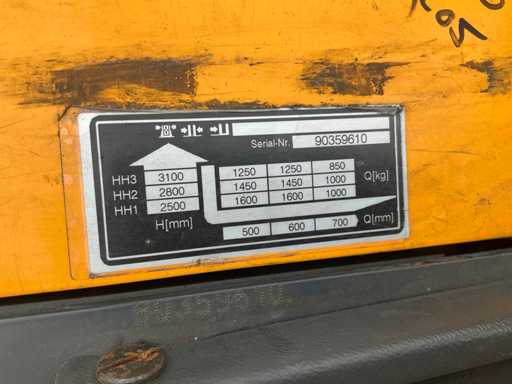 Serial-Nr. 90359610
HH3 3100 1250 1250 850 Q[kg]
HH2 2800 1450 1450 1000
HH1 2500 1600 1600 1000
H[mm] 500 600 700 Q[mm]